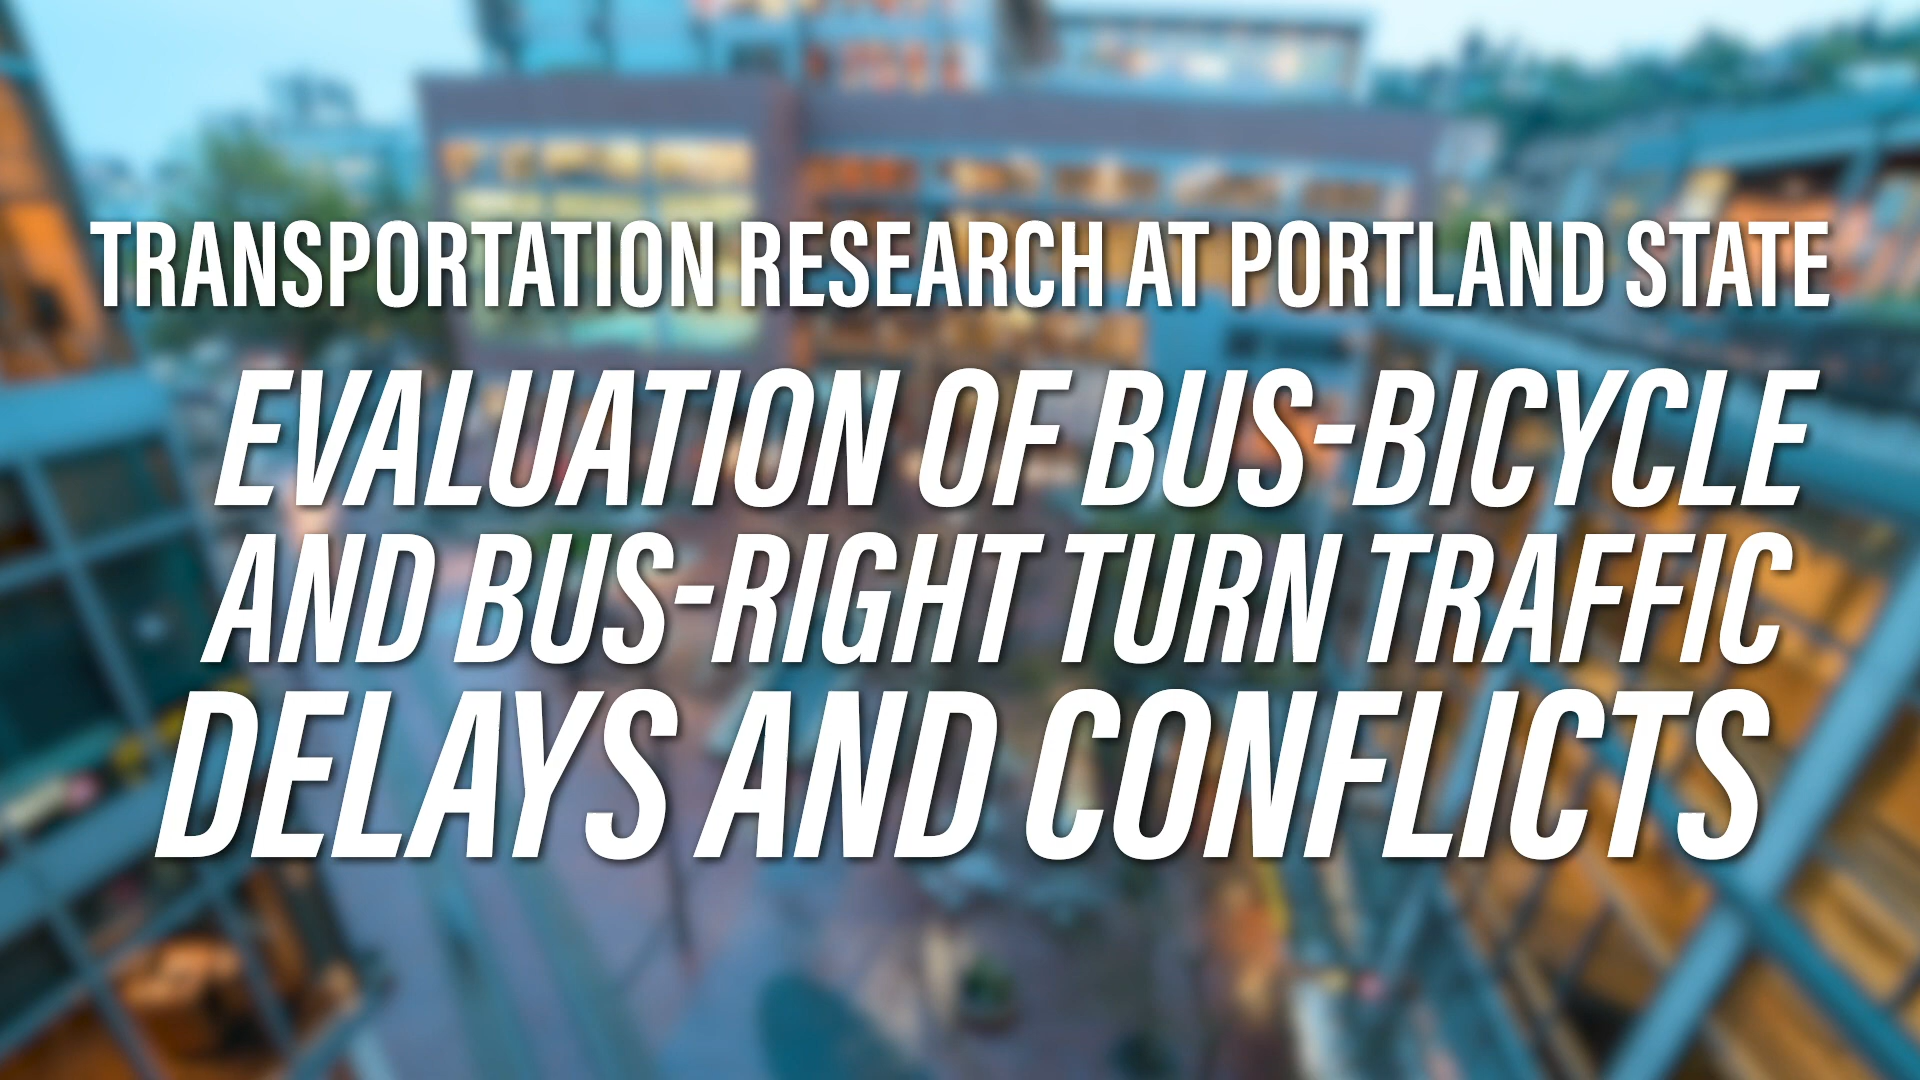 TRANSPORTATION RESEARCH AT PORTLAND STATE
EVALUATION OF BUS-BICYCLE
AND BUS-RIGHT TURN TRAFFIC
DELAYS AND CONFLICTS